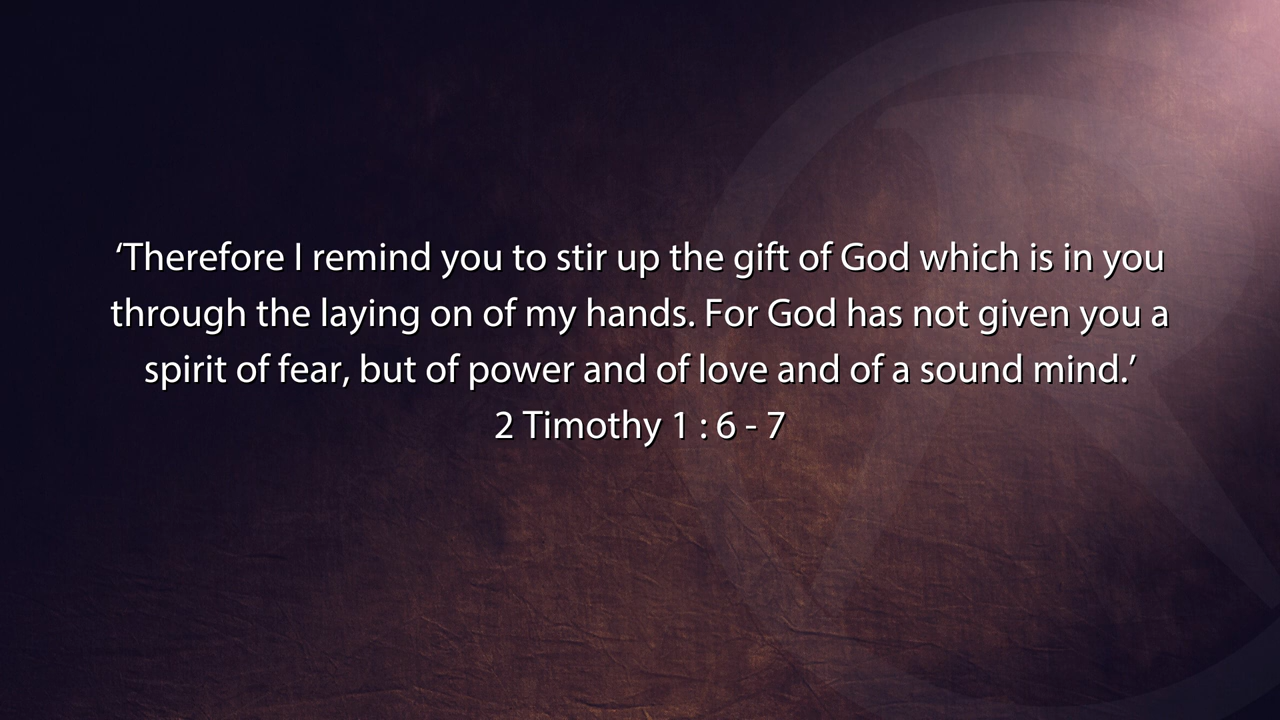 ‘Therefore I remind you to stir up the gift of God which is in you
through the laying on of my hands. For God has not given you a
spirit of fear, but of power and of love and of a sound mind.’
2 Timothy 1 : 6 - 7